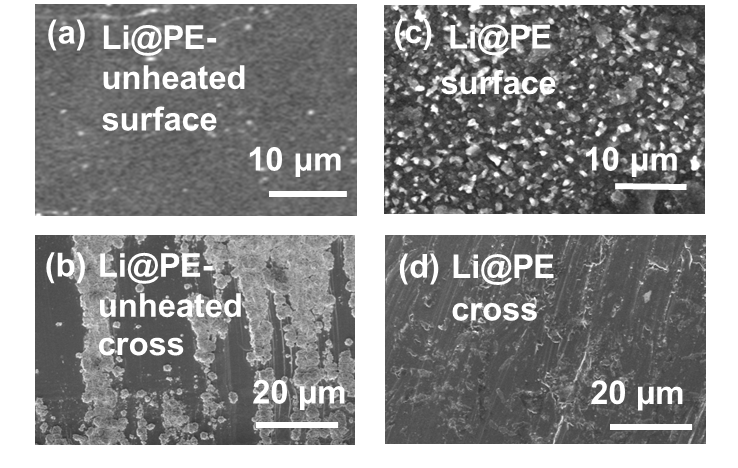 (a) Li@PE-
unheated
surface
10 μm
(c) Li@PE
surface
10 μm
(b) Li@PE-
unheated
cross
20 μm
(d) Li@PE
cross
20 μm